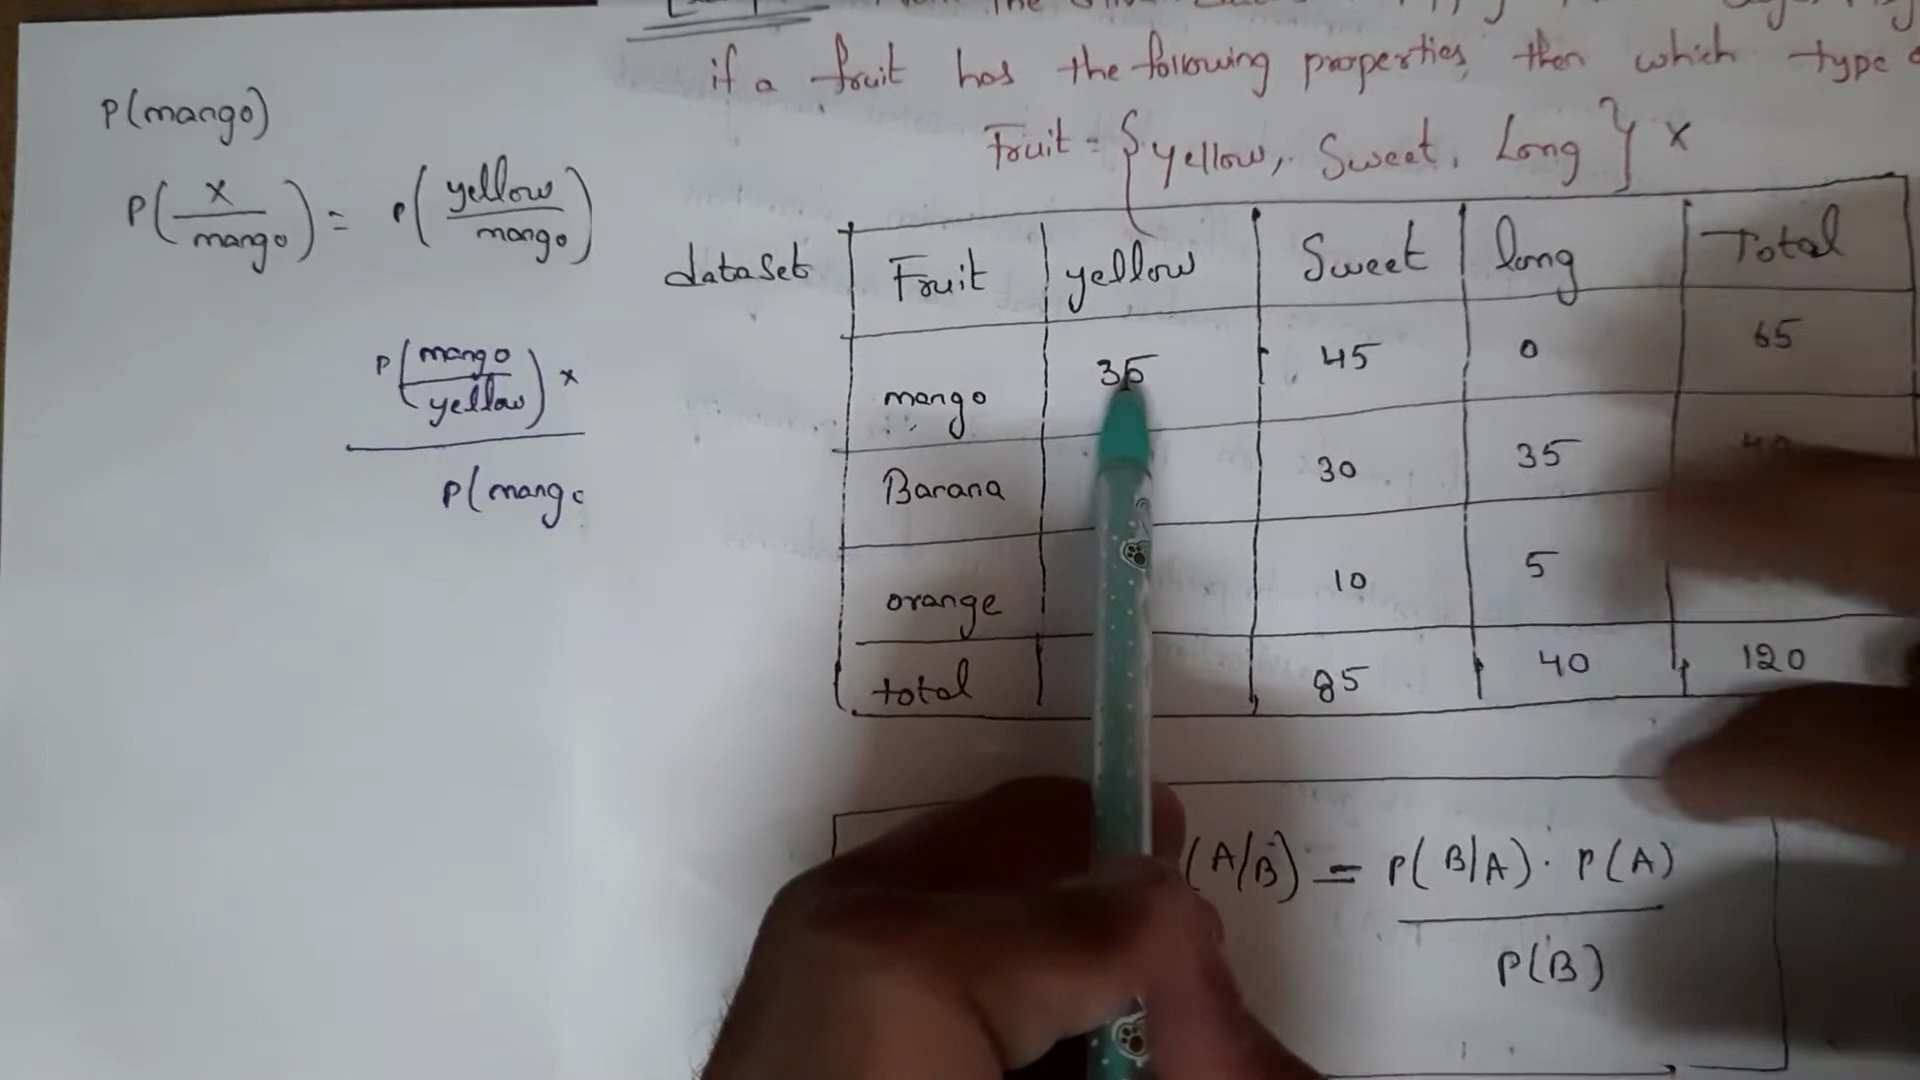 if a fruit has the following properties then which type
Fruit = { yellow, Sweet, Long } x
P(mango)
P(x/mango) = P(yellow/mango)
dataset
Fruit yellow Sweet long Total
mango 35 45 0 65
Banana 30 35
orange 10 5
total 85 40 120
P(mango/yellow) x
P(mango
(A/B) = P(B/A) · P(A)
P(B)